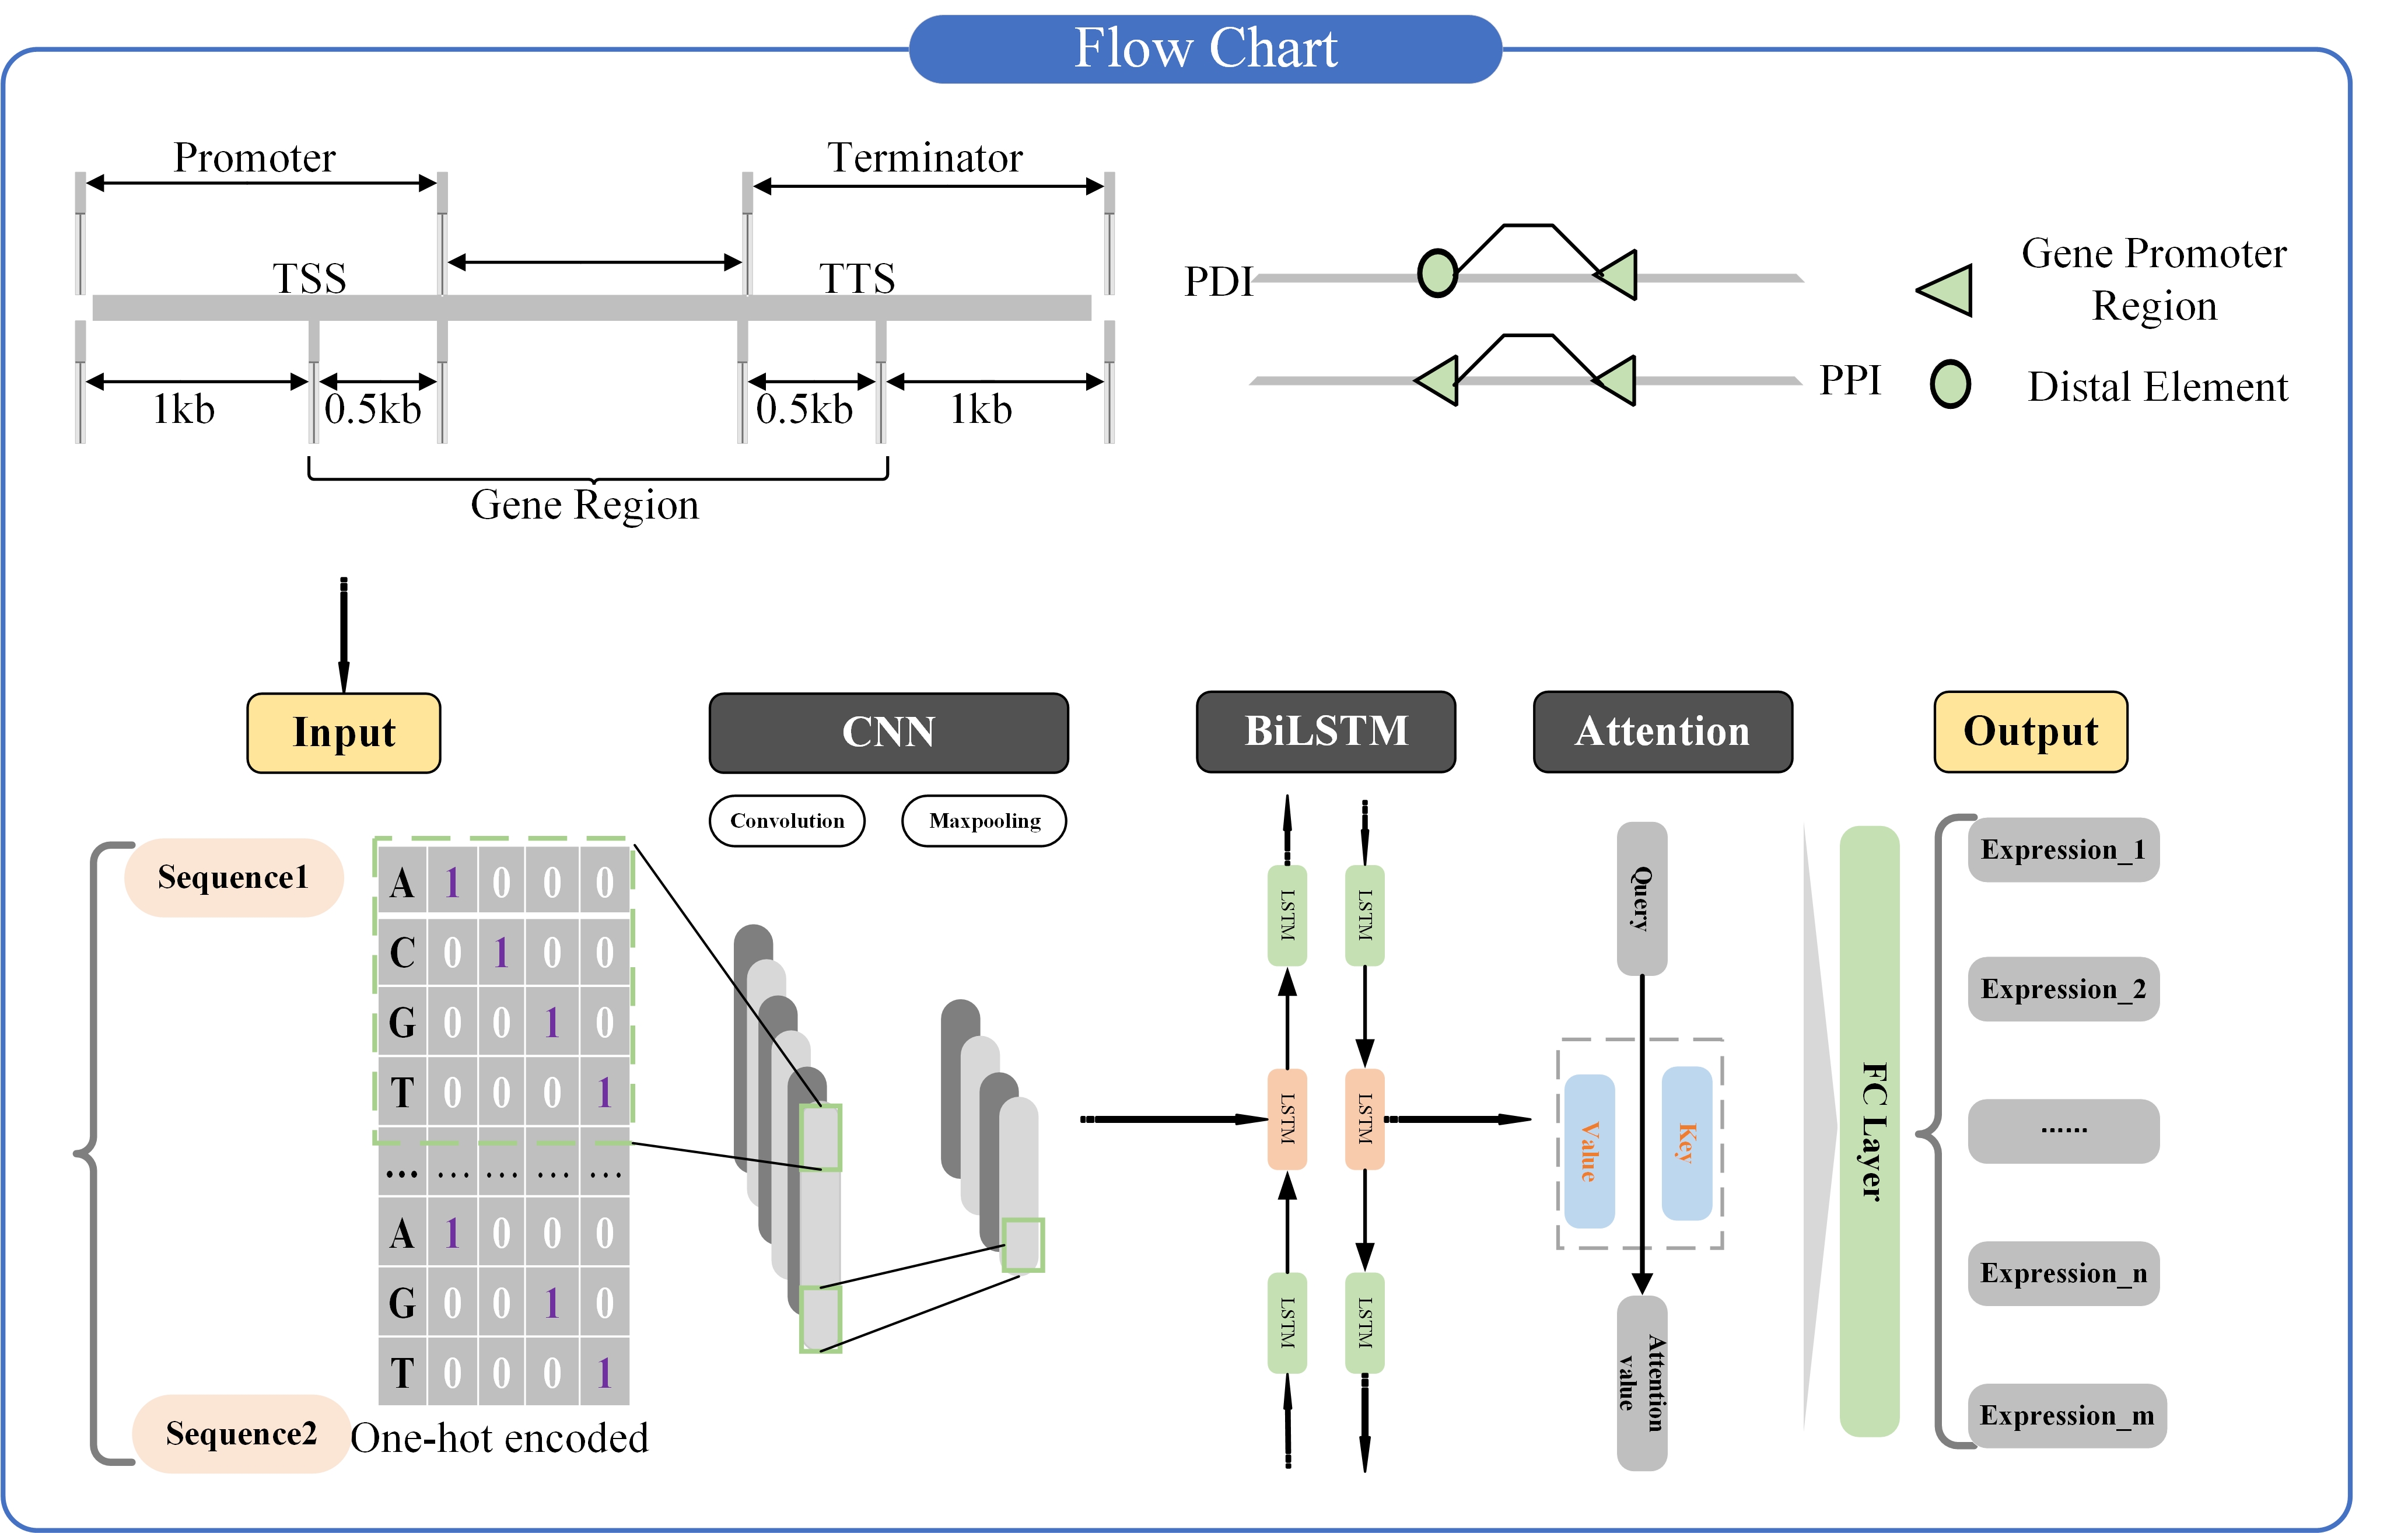 Flow Chart
Promoter
Terminator
TSS
TTS
1kb
0.5kb
0.5kb
1kb
Gene Region
PDI
PPI
Gene Promoter
Region
Distal Element
Input
CNN
BiLSTM
Attention
Output
Convolution
Maxpooling
Sequence1
Sequence2
A 1 0 0 0
C 0 1 0 0
G 0 0 1 0
T 0 0 0 1
... ... ... ... ...
A 1 0 0 0
G 0 0 1 0
T 0 0 0 1
One-hot encoded
LSTM
LSTM
LSTM
LSTM
LSTM
LSTM
Query
Value
Key
Attention
value
FC Layer
Expression_1
Expression_2
......
Expression_n
Expression_m